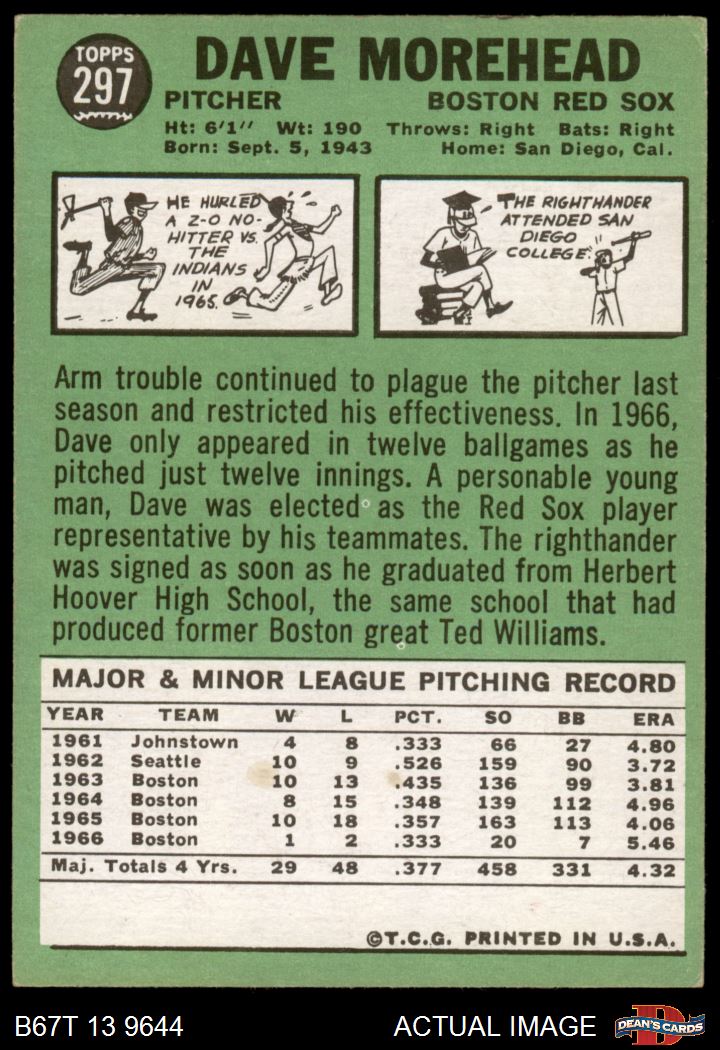 TOPPS
297
DAVE MOREHEAD
PITCHER BOSTON RED SOX
Ht: 6'1" Wt: 190 Throws: Right Bats: Right
Born: Sept. 5, 1943 Home: San Diego, Cal.
HE HURLED
A 2-0 NO-
HITTER VS.
THE
INDIANS
IN
1965.
THE RIGHTHANDER
ATTENDED SAN
DIEGO
COLLEGE.
Arm trouble continued to plague the pitcher last
season and restricted his effectiveness. In 1966,
Dave only appeared in twelve ballgames as he
pitched just twelve innings. A personable young
man, Dave was elected as the Red Sox player
representative by his teammates. The righthander
was signed as soon as he graduated from Herbert
Hoover High School, the same school that had
produced former Boston great Ted Williams.
MAJOR & MINOR LEAGUE PITCHING RECORD
YEAR TEAM W L PCT. SO BB ERA
1961 Johnstown 4 8 .333 66 27 4.80
1962 Seattle 10 9 .526 159 90 3.72
1963 Boston 10 13 .435 136 99 3.81
1964 Boston 8 15 .348 139 112 4.96
1965 Boston 10 18 .357 163 113 4.06
1966 Boston 1 2 .333 20 7 5.46
Maj. Totals 4 Yrs. 29 48 .377 458 331 4.32
©T.C.G. PRINTED IN U.S.A.
B67T 13 9644 ACTUAL IMAGE
D
DEAN'S CARDS